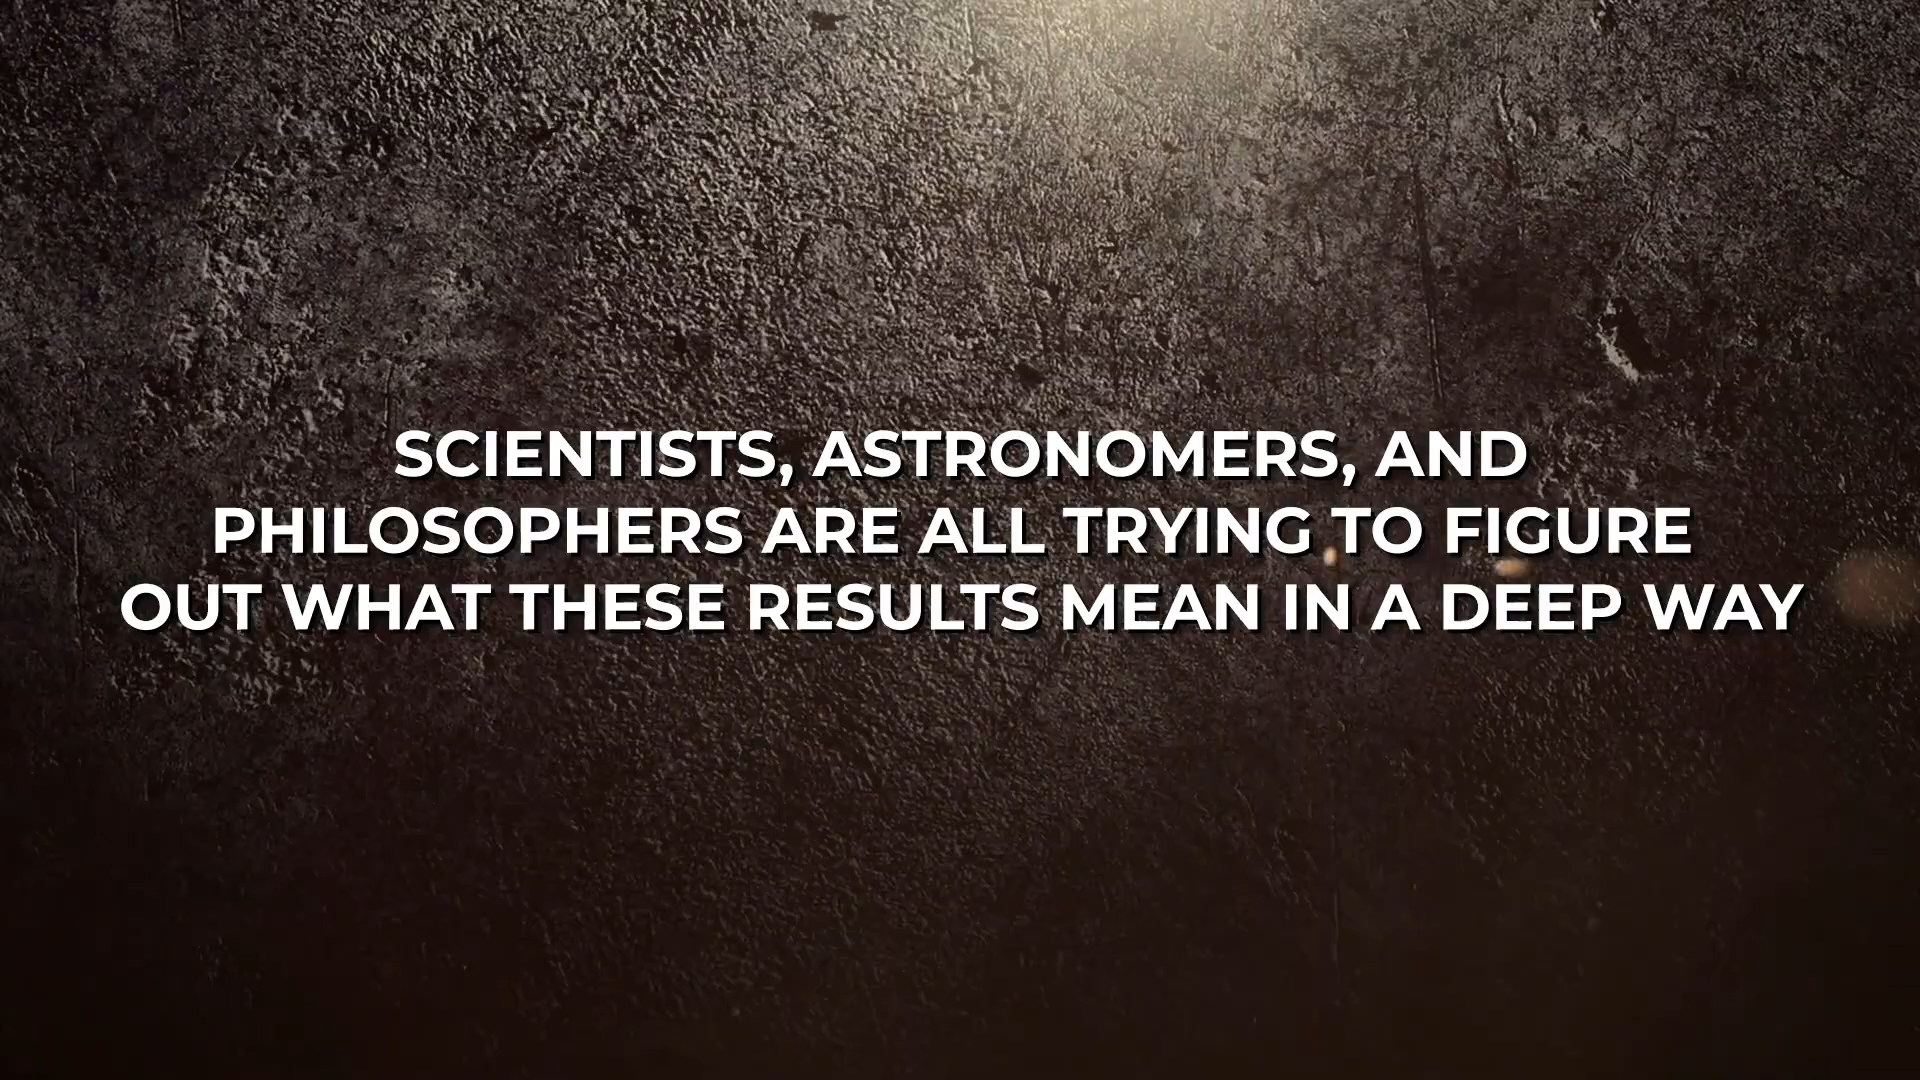 SCIENTISTS, ASTRONOMERS, AND
PHILOSOPHERS ARE ALL TRYING TO FIGURE
OUT WHAT THESE RESULTS MEAN IN A DEEP WAY